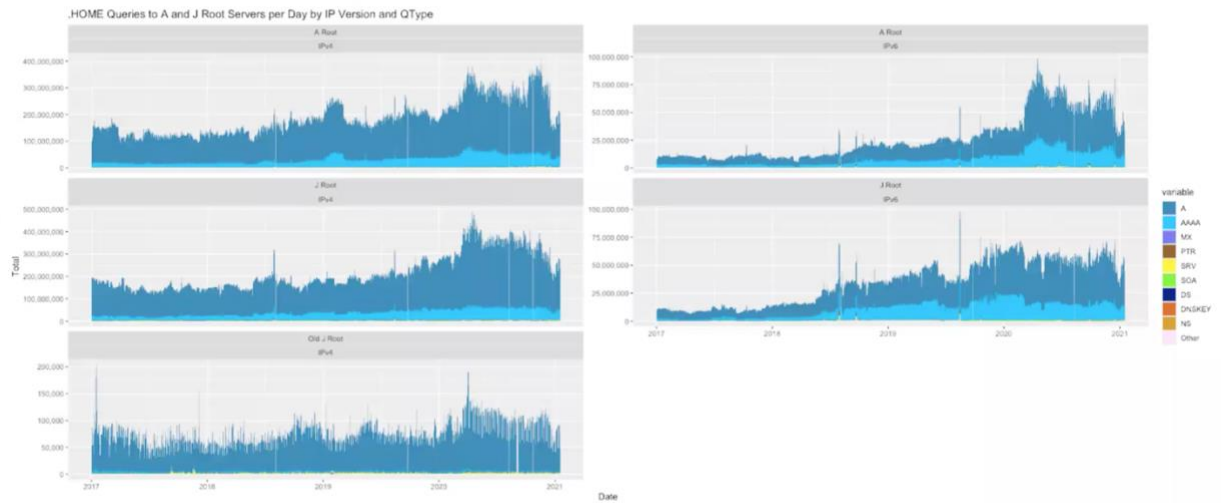 .HOME Queries to A and J Root Servers per Day by IP Version and QType
A Root
IPv4
400,000,000
300,000,000
200,000,000
100,000,000
0
A Root
IPv6
100,000,000
75,000,000
50,000,000
25,000,000
0
J Root
IPv4
500,000,000
400,000,000
300,000,000
200,000,000
100,000,000
0
J Root
IPv6
100,000,000
75,000,000
50,000,000
25,000,000
0
2017
2018
2019
2020
2021
Old J Root
IPv4
200,000
150,000
100,000
50,000
0
2017
2018
2019
2020
2021
Total
Date
variable
A
AAAA
MX
PTR
SRV
SOA
DS
DNSKEY
NS
Other